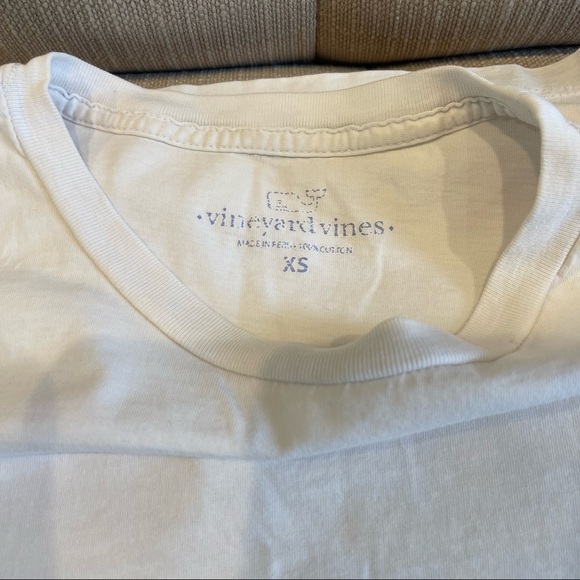 • vineyard vines •
MADE IN PERU • 100% COTTON
XS